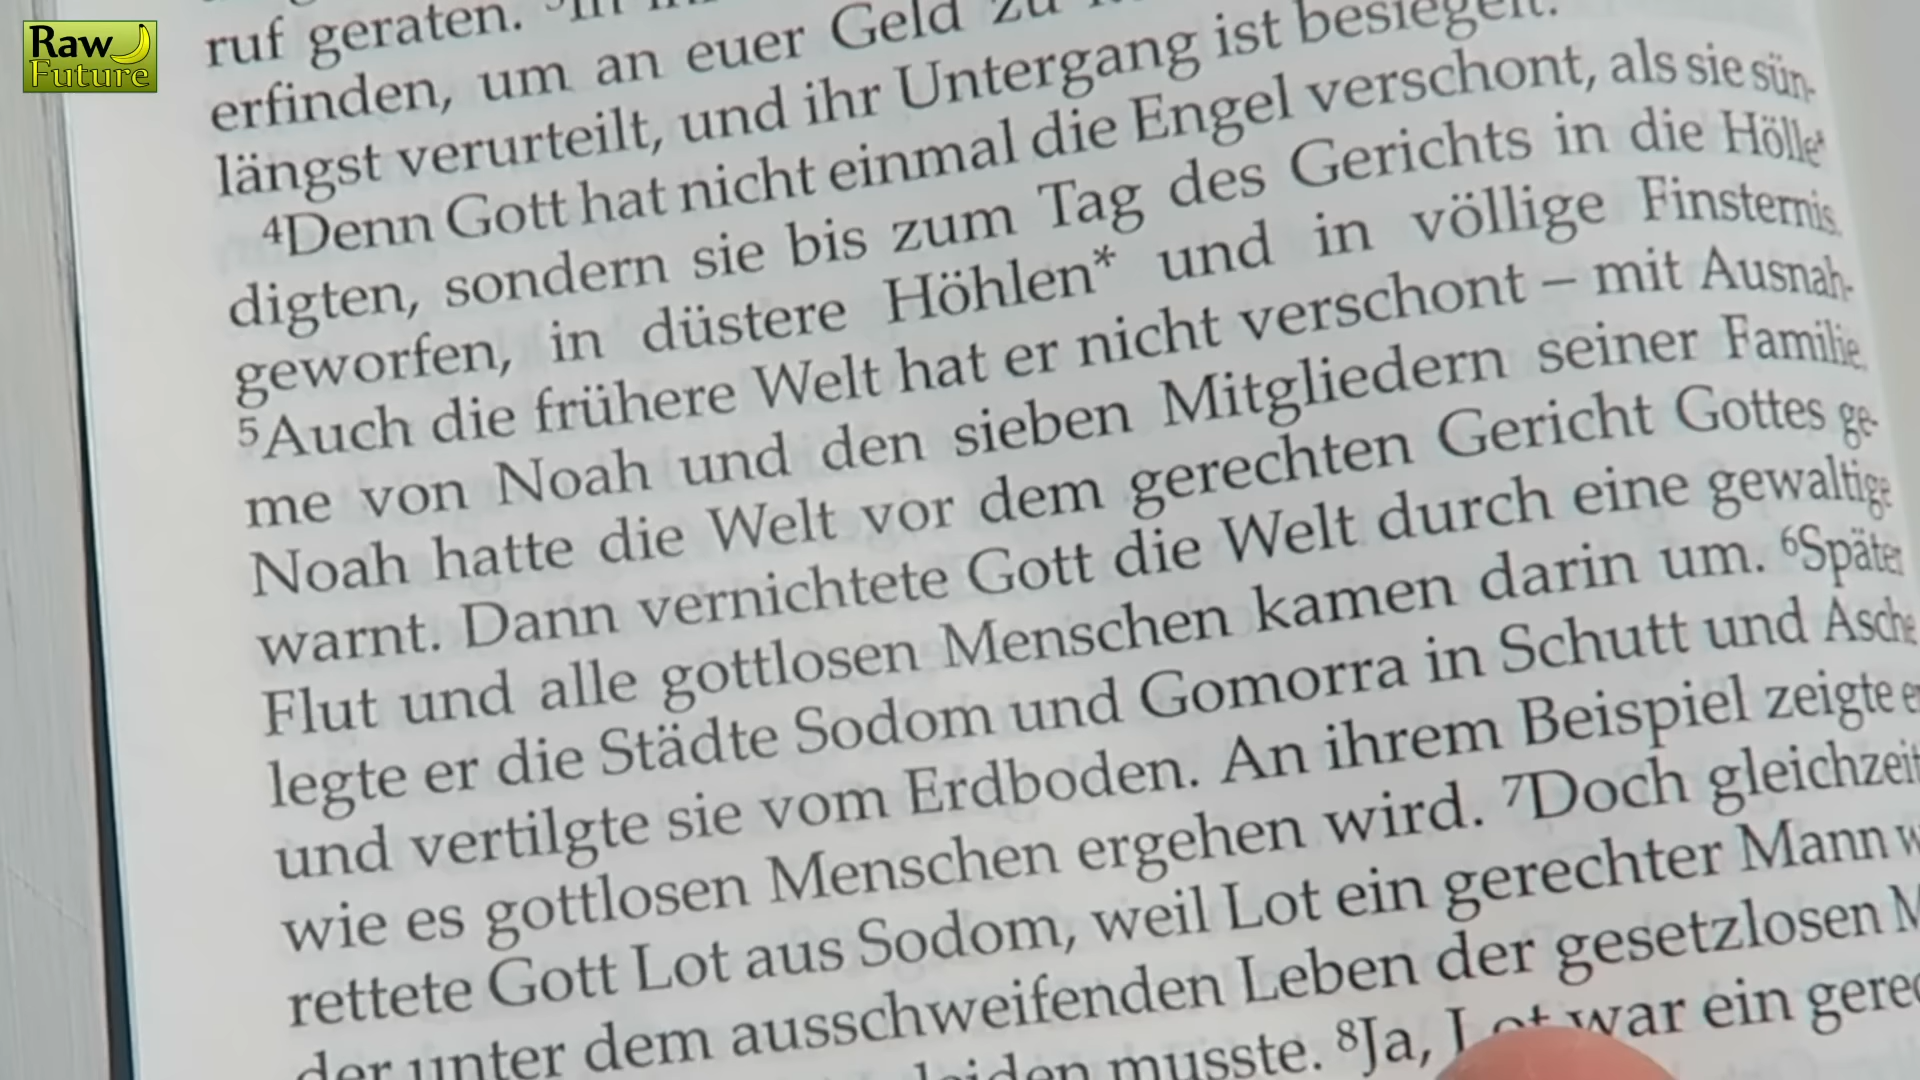 Raw
Future
ruf geraten. ³In
erfinden, um an euer Geld zu
längst verurteilt, und ihr Untergang ist besiegelt.
⁴Denn Gott hat nicht einmal die Engel verschont, als sie sün-
digten, sondern sie bis zum Tag des Gerichts in die Hölle*
geworfen, in düstere Höhlen* und in völlige Finsternis.
⁵Auch die frühere Welt hat er nicht verschont – mit Ausnah-
me von Noah und den sieben Mitgliedern seiner Familie.
Noah hatte die Welt vor dem gerechten Gericht Gottes ge-
warnt. Dann vernichtete Gott die Welt durch eine gewaltige
Flut und alle gottlosen Menschen kamen darin um. ⁶Später
legte er die Städte Sodom und Gomorra in Schutt und Asche
und vertilgte sie vom Erdboden. An ihrem Beispiel zeigte er
wie es gottlosen Menschen ergehen wird. ⁷Doch gleichzeit
rettete Gott Lot aus Sodom, weil Lot ein gerechter Mann w
der unter dem ausschweifenden Leben der gesetzlosen M
leiden musste. ⁸Ja, Lot war ein gerec